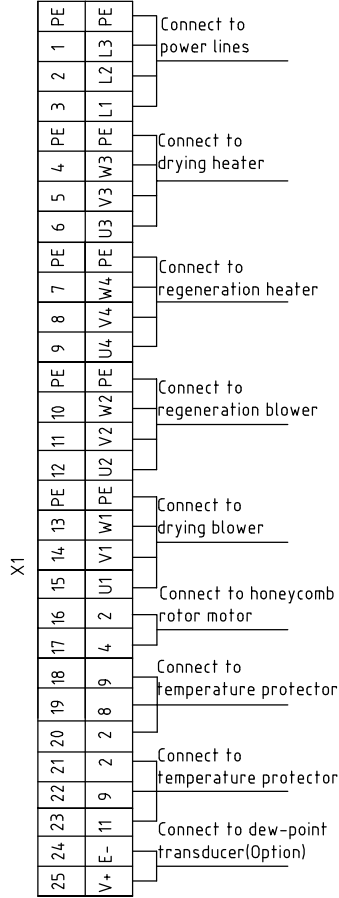 X1
PE PE
1 L3
2 L2
3 L1
Connect to
power lines
PE PE
4 W3
5 V3
6 U3
Connect to
drying heater
PE PE
7 W4
8 V4
9 U4
Connect to
regeneration heater
PE PE
10 W2
11 V2
12 U2
Connect to
regeneration blower
PE PE
13 W1
14 V1
15 U1
Connect to
drying blower
16 2
17 4
Connect to honeycomb
rotor motor
18 9
19 8
20 2
Connect to
temperature protector
21 2
22 9
23 11
Connect to
temperature protector
24 E-
25 V+
Connect to dew-point
transducer(Option)